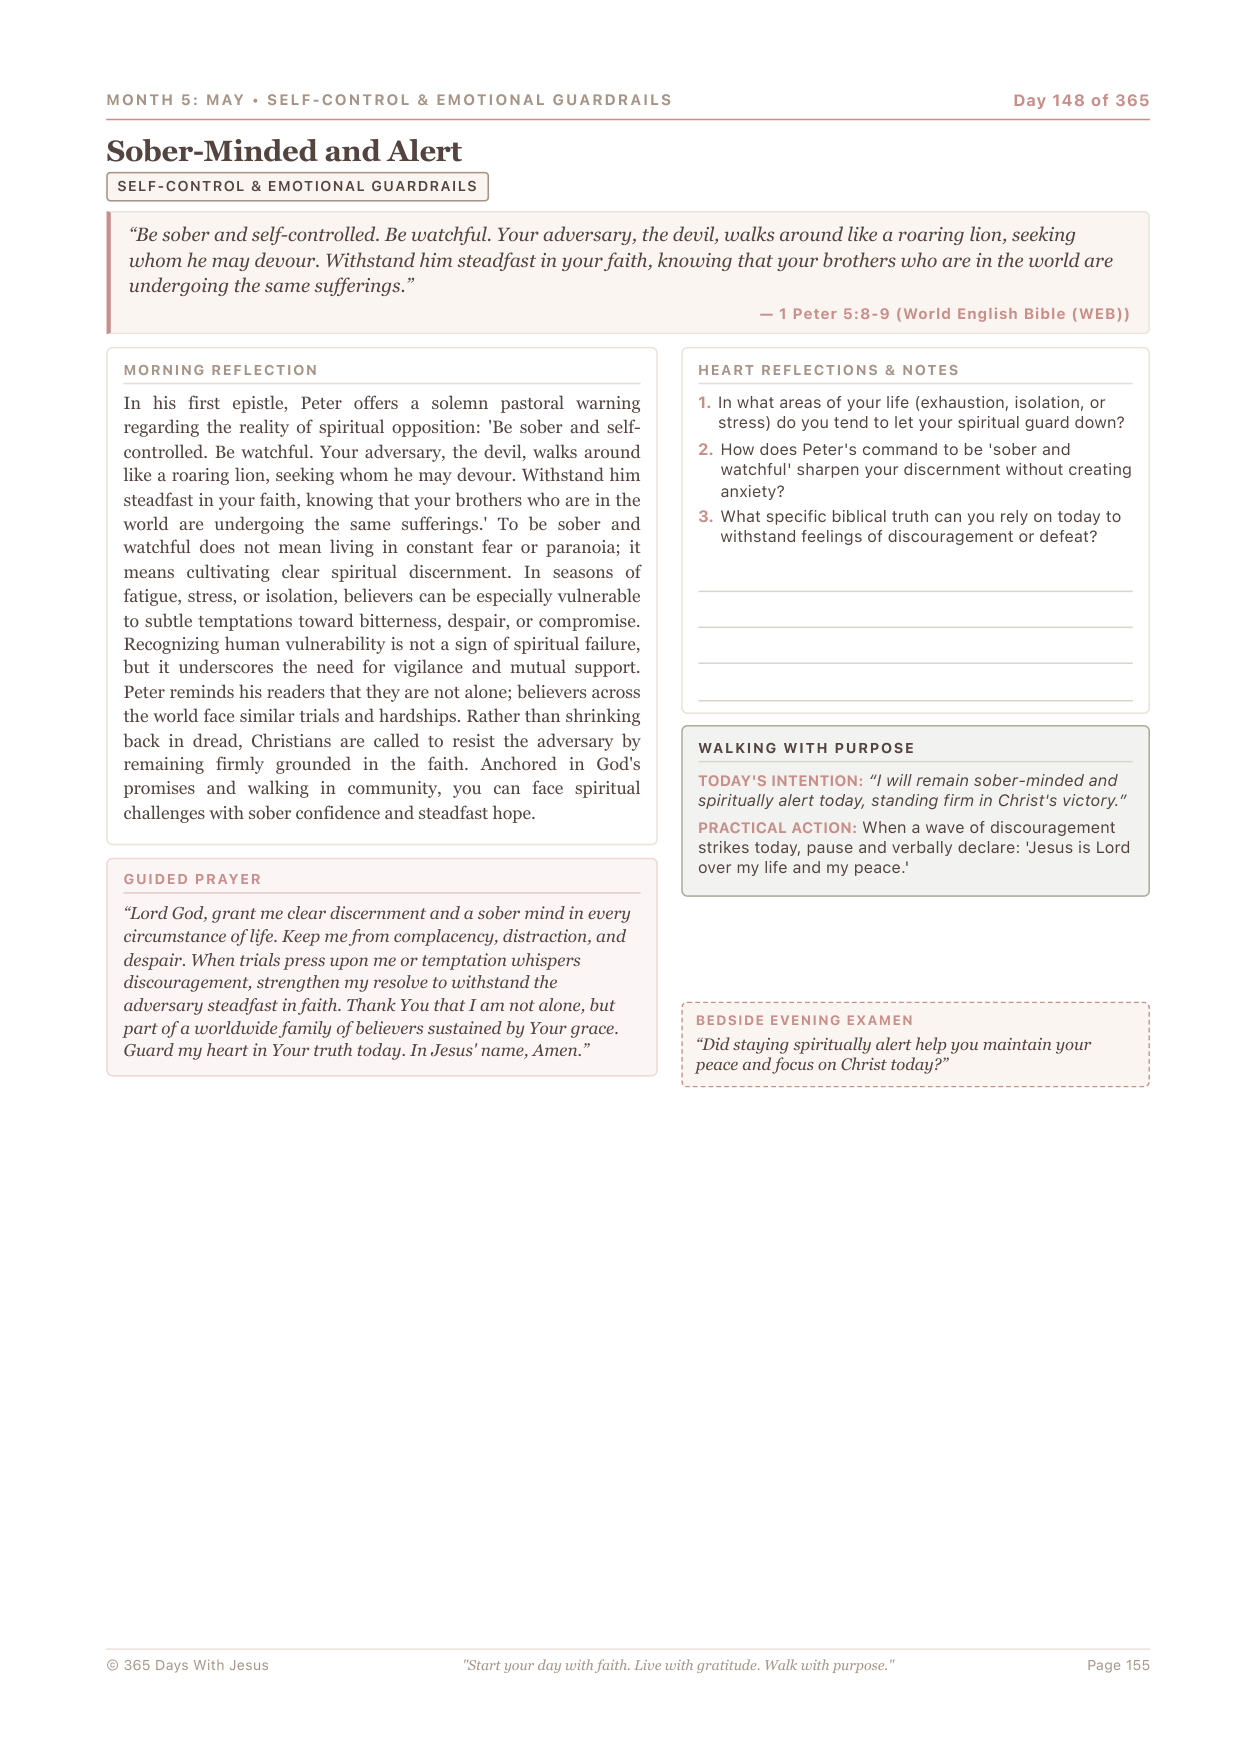 MONTH 5: MAY • SELF-CONTROL & EMOTIONAL GUARDRAILS
Day 148 of 365
Sober-Minded and Alert
SELF-CONTROL & EMOTIONAL GUARDRAILS
“Be sober and self-controlled. Be watchful. Your adversary, the devil, walks around like a roaring lion, seeking
whom he may devour. Withstand him steadfast in your faith, knowing that your brothers who are in the world are
undergoing the same sufferings.”
— 1 Peter 5:8-9 (World English Bible (WEB))
MORNING REFLECTION
In his first epistle, Peter offers a solemn pastoral warning
regarding the reality of spiritual opposition: 'Be sober and self-
controlled. Be watchful. Your adversary, the devil, walks around
like a roaring lion, seeking whom he may devour. Withstand him
steadfast in your faith, knowing that your brothers who are in the
world are undergoing the same sufferings.' To be sober and
watchful does not mean living in constant fear or paranoia; it
means cultivating clear spiritual discernment. In seasons of
fatigue, stress, or isolation, believers can be especially vulnerable
to subtle temptations toward bitterness, despair, or compromise.
Recognizing human vulnerability is not a sign of spiritual failure,
but it underscores the need for vigilance and mutual support.
Peter reminds his readers that they are not alone; believers across
the world face similar trials and hardships. Rather than shrinking
back in dread, Christians are called to resist the adversary by
remaining firmly grounded in the faith. Anchored in God's
promises and walking in community, you can face spiritual
challenges with sober confidence and steadfast hope.
GUIDED PRAYER
“Lord God, grant me clear discernment and a sober mind in every
circumstance of life. Keep me from complacency, distraction, and
despair. When trials press upon me or temptation whispers
discouragement, strengthen my resolve to withstand the
adversary steadfast in faith. Thank You that I am not alone, but
part of a worldwide family of believers sustained by Your grace.
Guard my heart in Your truth today. In Jesus' name, Amen.”
HEART REFLECTIONS & NOTES
1. In what areas of your life (exhaustion, isolation, or
stress) do you tend to let your spiritual guard down?
2. How does Peter's command to be 'sober and
watchful' sharpen your discernment without creating
anxiety?
3. What specific biblical truth can you rely on today to
withstand feelings of discouragement or defeat?
WALKING WITH PURPOSE
TODAY'S INTENTION: “I will remain sober-minded and
spiritually alert today, standing firm in Christ's victory.”
PRACTICAL ACTION: When a wave of discouragement
strikes today, pause and verbally declare: 'Jesus is Lord
over my life and my peace.'
BEDSIDE EVENING EXAMEN
“Did staying spiritually alert help you maintain your
peace and focus on Christ today?”
© 365 Days With Jesus
"Start your day with faith. Live with gratitude. Walk with purpose."
Page 155